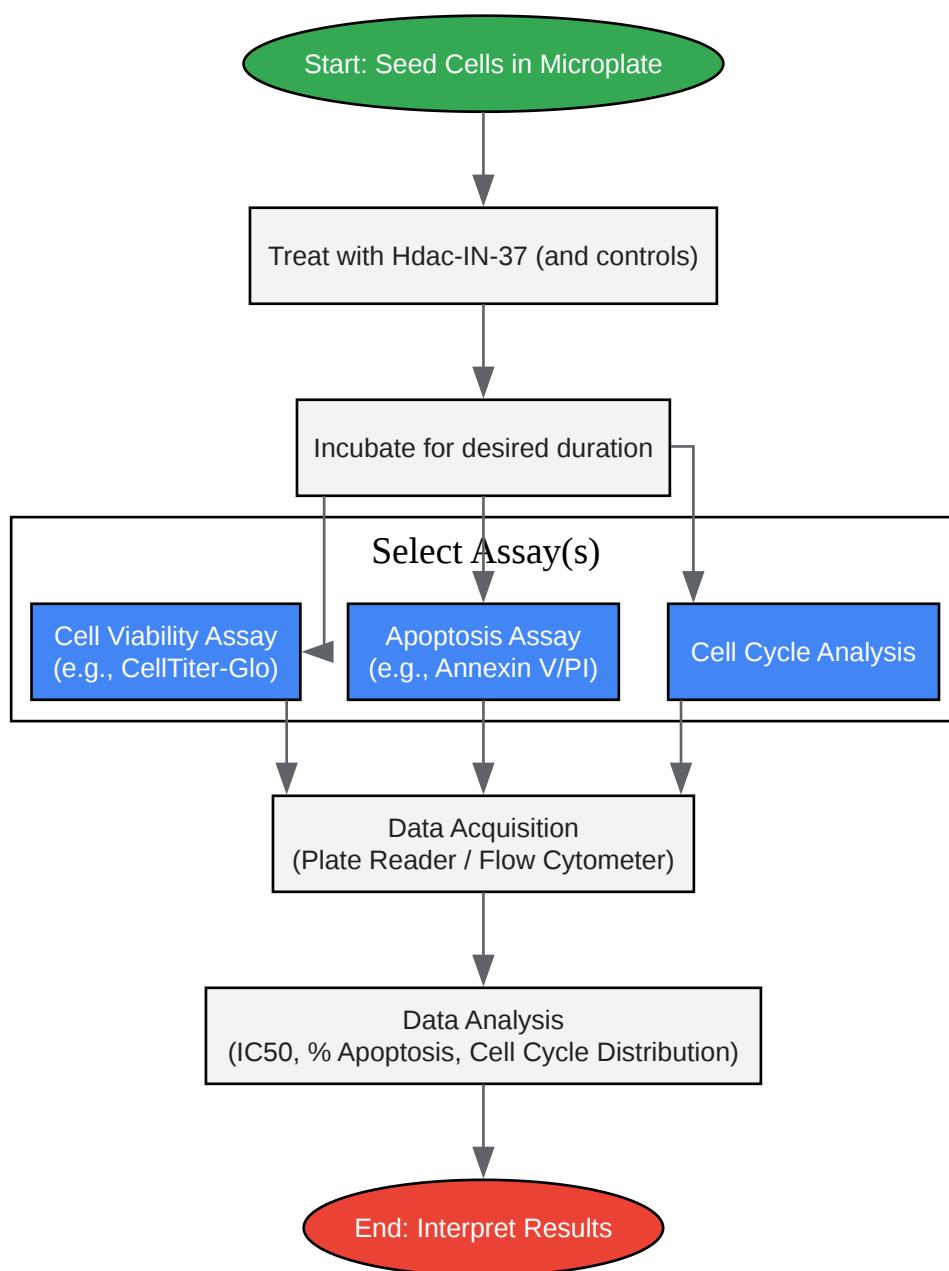 Start: Seed Cells in Microplate
Treat with Hdac-IN-37 (and controls)
Incubate for desired duration
Select Assay(s)
Cell Viability Assay
(e.g., CellTiter-Glo)
Apoptosis Assay
(e.g., Annexin V/PI)
Cell Cycle Analysis
Data Acquisition
(Plate Reader / Flow Cytometer)
Data Analysis
(IC50, % Apoptosis, Cell Cycle Distribution)
End: Interpret Results